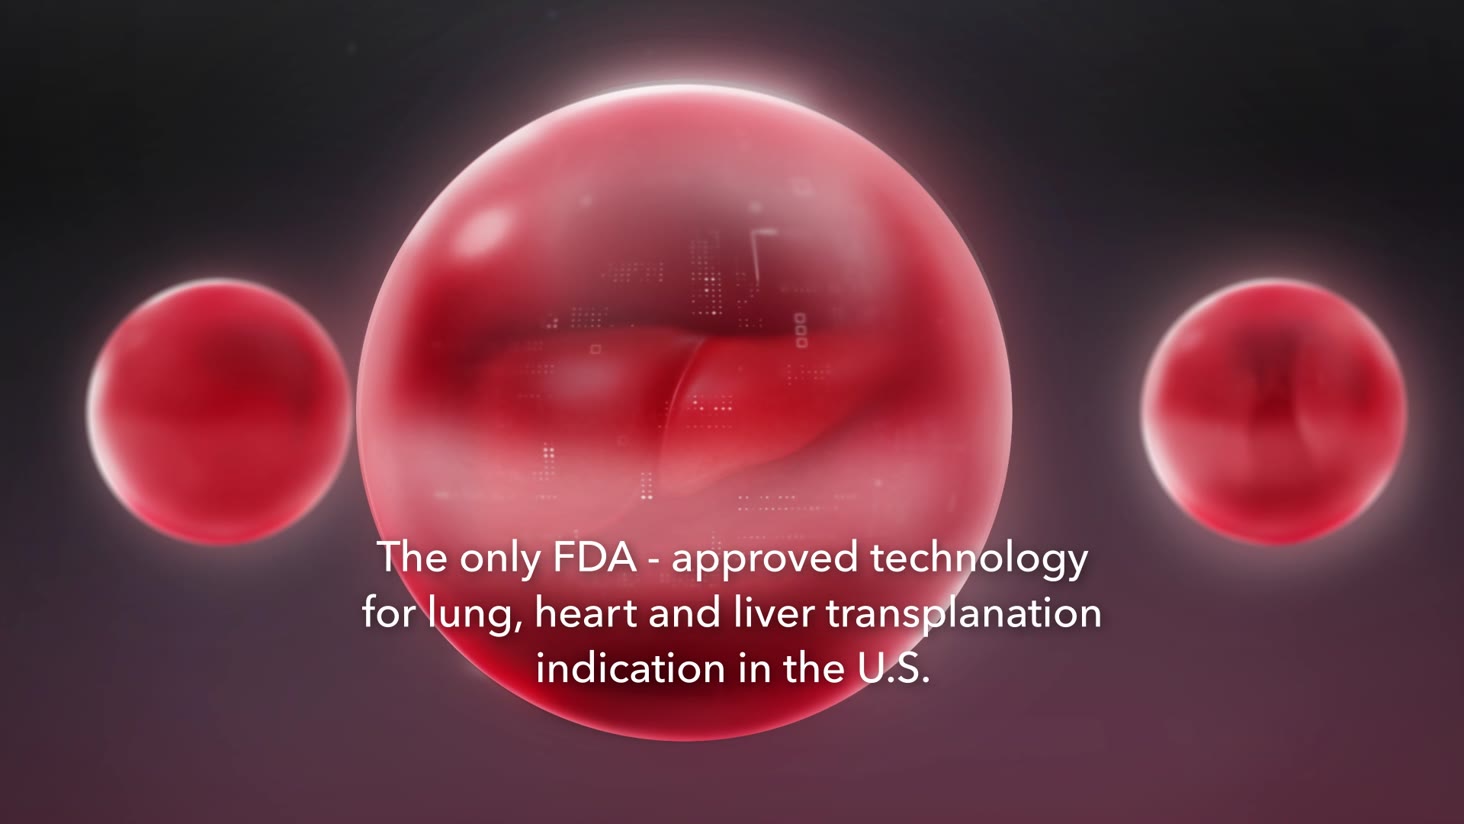 The only FDA - approved technology
for lung, heart and liver transplanation
indication in the U.S.